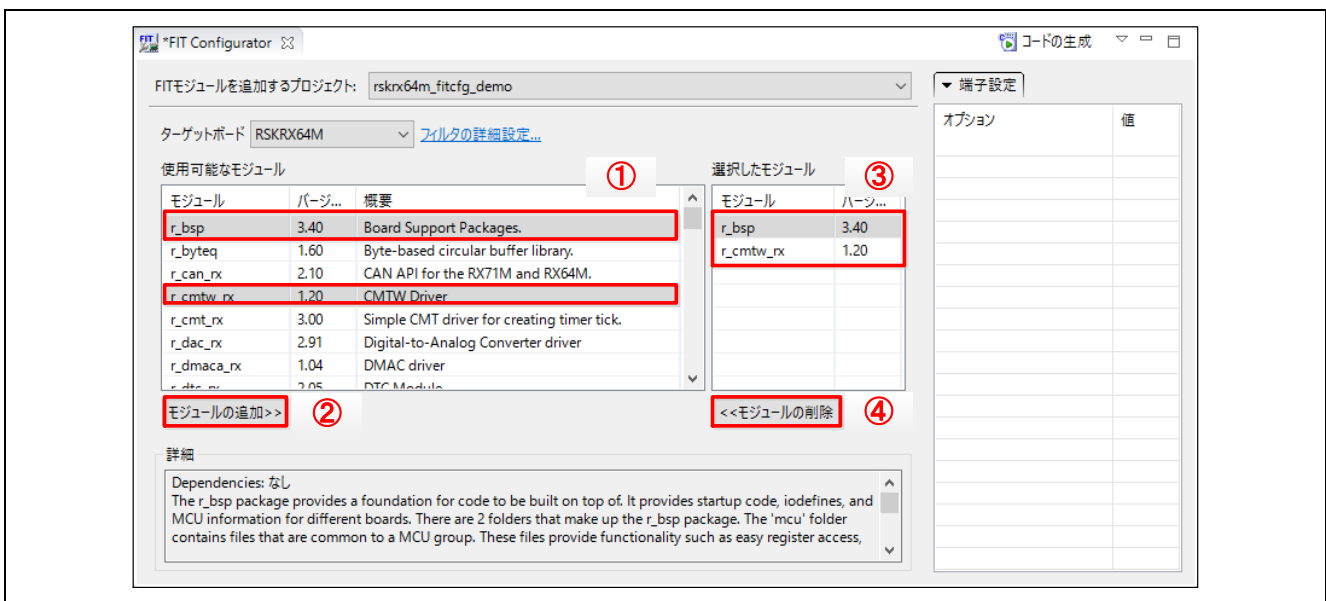 *FIT Configurator
コードの生成
FITモジュールを追加するプロジェクト: rskrx64m_fitcfg_demo
ターゲットボード RSKRX64M フィルタの詳細設定...
使用可能なモジュール ①
モジュール バージ... 概要
r_bsp 3.40 Board Support Packages.
r_byteq 1.60 Byte-based circular buffer library.
r_can_rx 2.10 CAN API for the RX71M and RX64M.
r_cmtw_rx 1.20 CMTW Driver
r_cmt_rx 3.00 Simple CMT driver for creating timer tick.
r_dac_rx 2.91 Digital-to-Analog Converter driver
r_dmaca_rx 1.04 DMAC driver
r_dtc_rx 2.05 DTC Module
モジュールの追加>> ②
選択したモジュール ③
モジュール バージ...
r_bsp 3.40
r_cmtw_rx 1.20
<<モジュールの削除 ④
詳細
Dependencies: なし
The r_bsp package provides a foundation for code to be built on top of. It provides startup code, iodefines, and
MCU information for different boards. There are 2 folders that make up the r_bsp package. The 'mcu' folder
contains files that are common to a MCU group. These files provide functionality such as easy register access,
端子設定
オプション 値